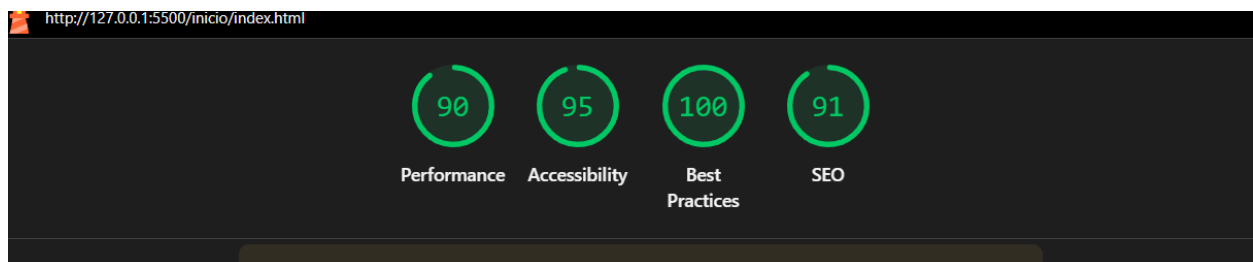 http://127.0.0.1:5500/inicio/index.html
90 95 100 91
Performance Accessibility Best Practices SEO